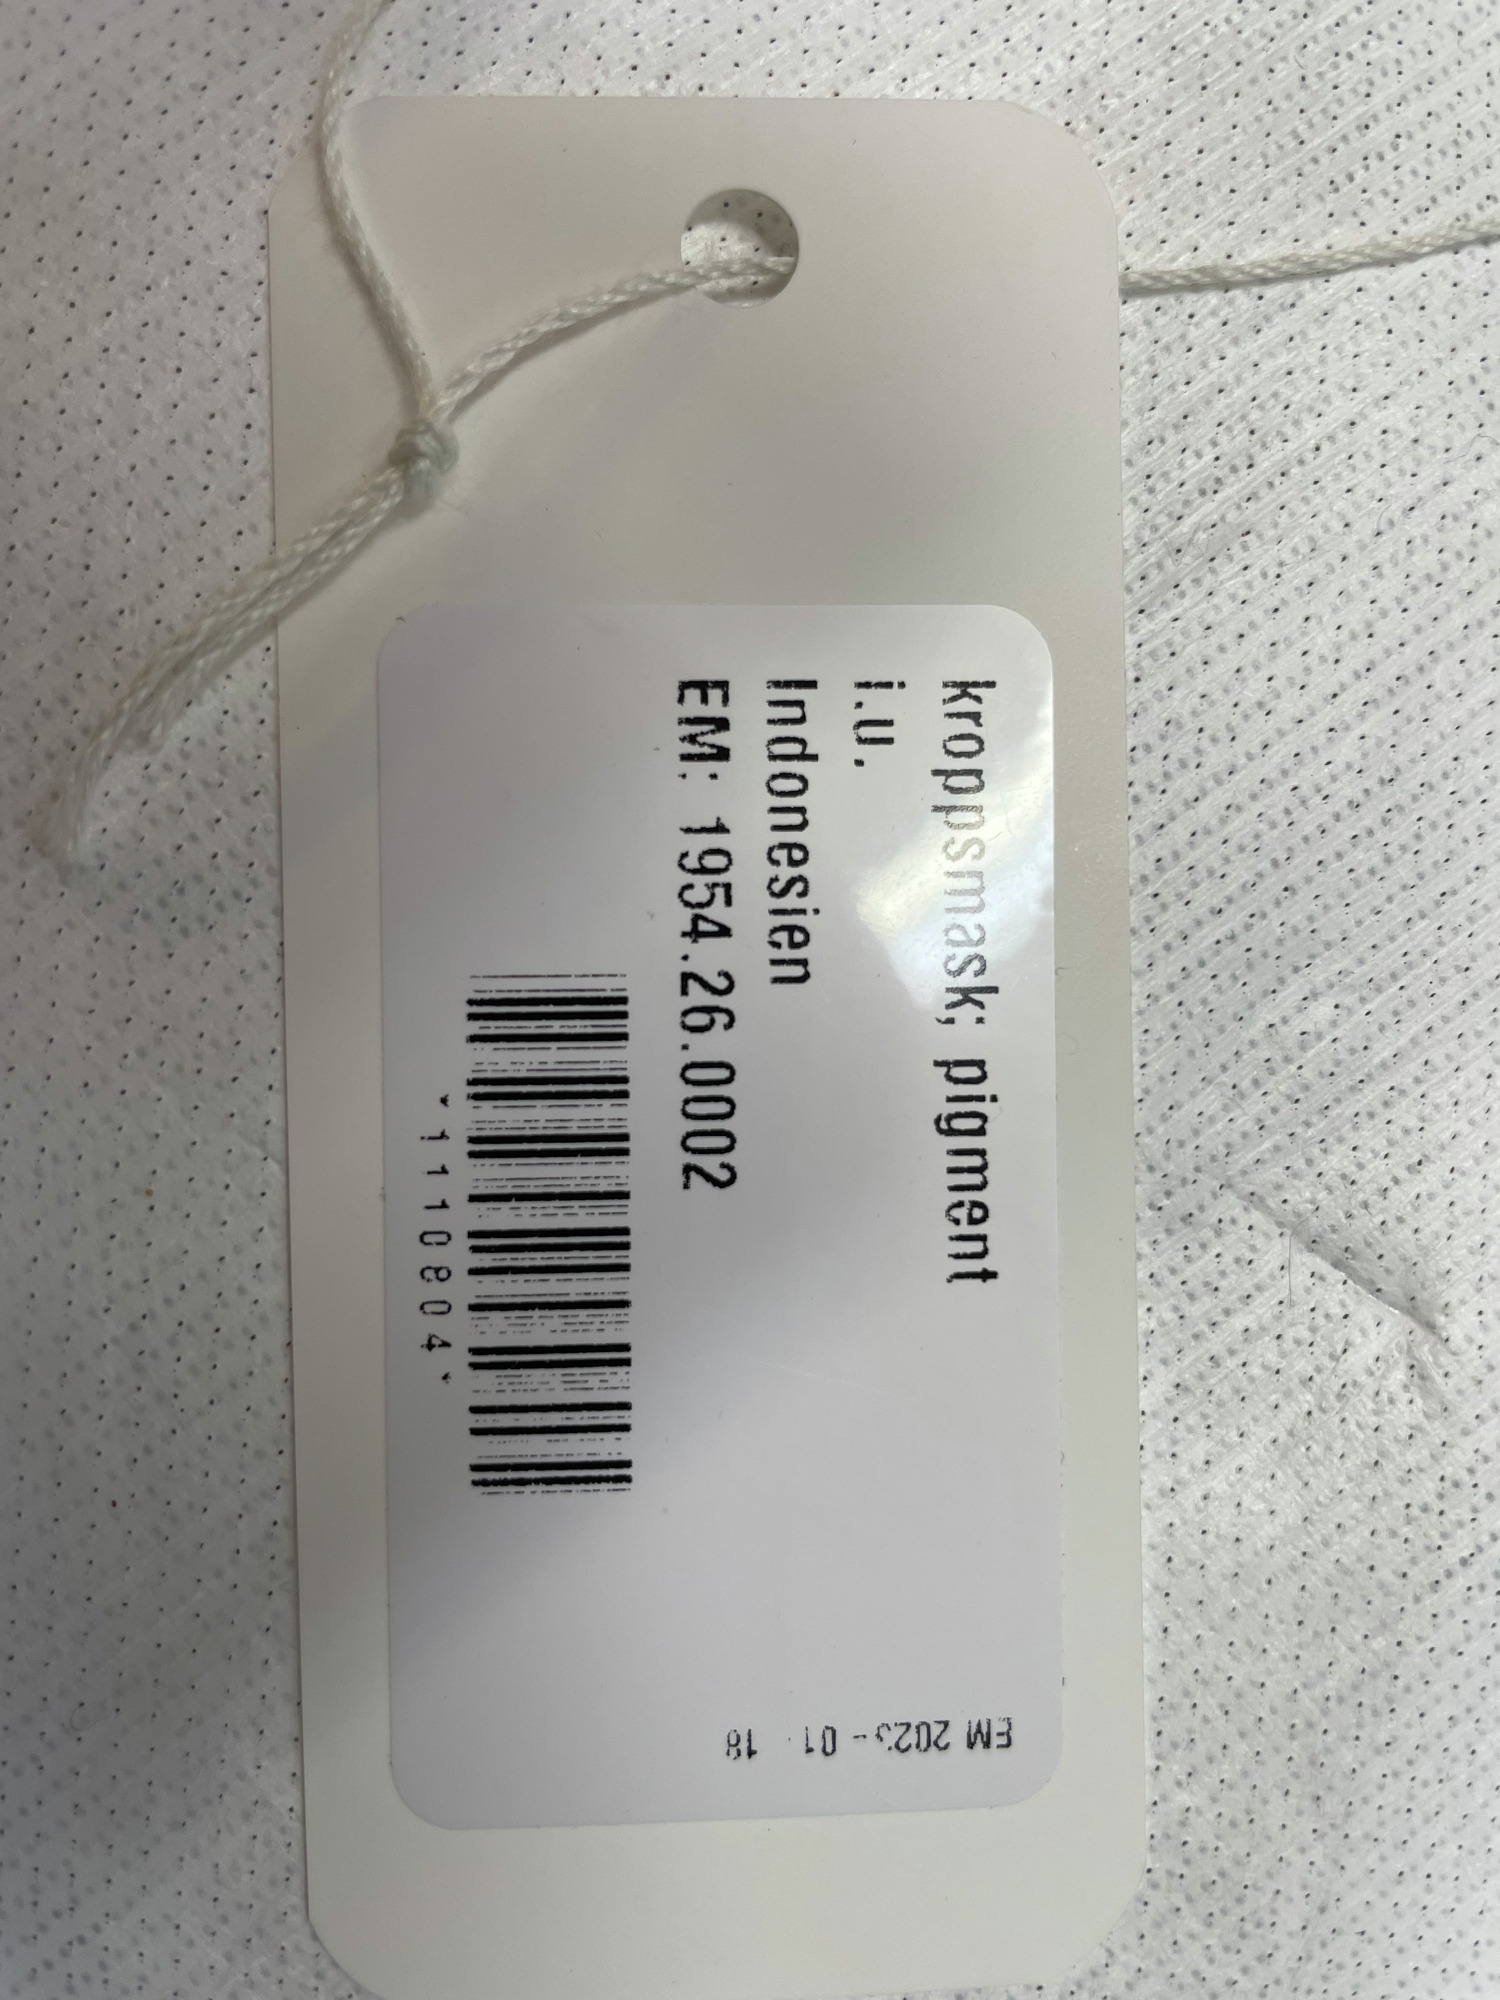 kroppsmask; pigment
i.u.
Indonesien
EM: 1954.26.0002
*1110804*
EM 2023-01 18